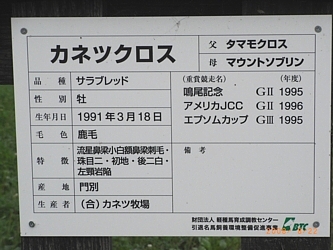 カネツクロス
父 タマモクロス
母 マウントソブリン
品種 サラブレッド
性別 牡
生年月日 1991年3月18日
毛色 鹿毛
特徴 流星鼻梁小白額鼻梁刺毛・
珠目二・初地・後二白・
左頸岩陥
産地 門別
生産者 (合)カネツ牧場
(重賞競走名) (年度)
鳴尾記念 GⅡ 1995
アメリカJCC GⅡ 1996
エプソムカップ GⅢ 1995
備考
財団法人 軽種馬育成調教センター
引退名馬飼養環境整備促進事業 BTC